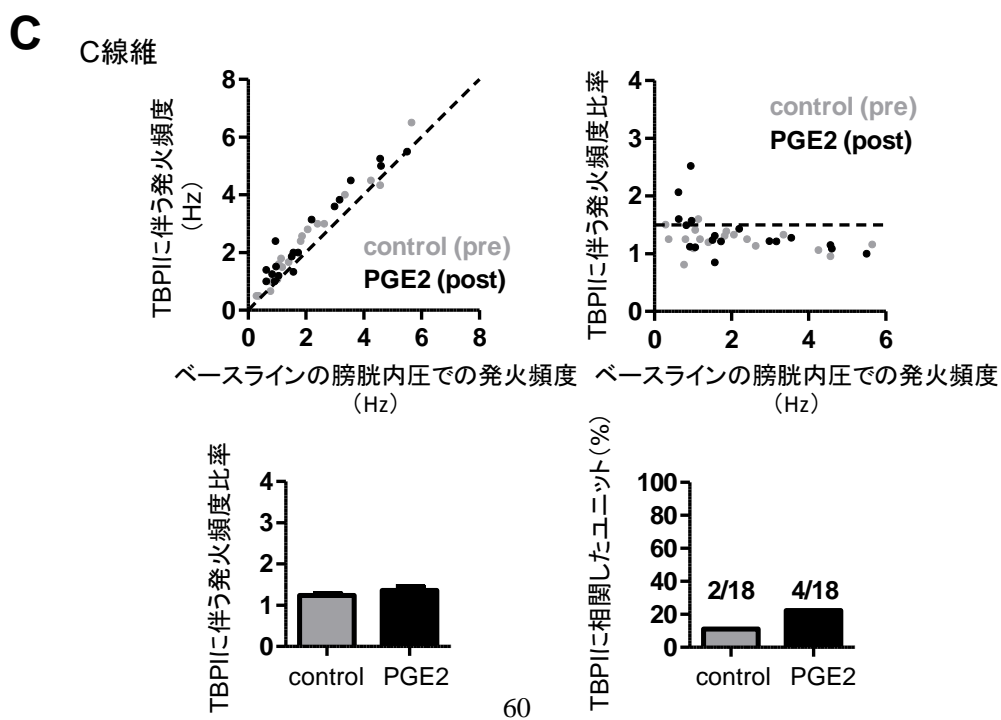 C
C線維
TBPIに伴う発火頻度
(Hz)
8
6
4
2
0
0
2
4
6
8
control (pre)
PGE2 (post)
ベースラインの膀胱内圧での発火頻度
(Hz)
TBPIに伴う発火頻度比率
4
3
2
1
0
0
2
4
6
control (pre)
PGE2 (post)
ベースラインの膀胱内圧での発火頻度
(Hz)
TBPIに伴う発火頻度比率
4
3
2
1
0
control
PGE2
TBPIに相関したユニット(%)
100
80
60
40
20
0
2/18
4/18
control
PGE2
60